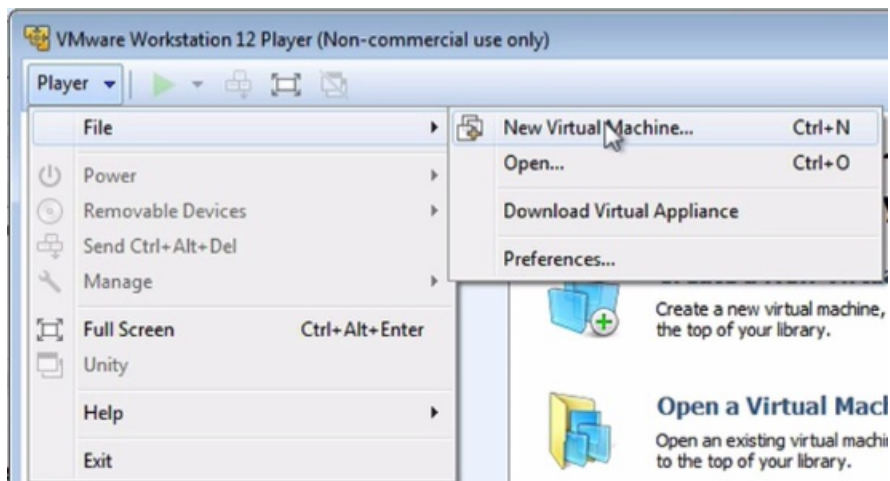 VMware Workstation 12 Player (Non-commercial use only)
Player
File
New Virtual Machine... Ctrl+N
Open... Ctrl+O
Power
Removable Devices
Download Virtual Appliance
Send Ctrl+Alt+Del
Preferences...
Manage
Create a new virtual machine,
the top of your library.
Full Screen Ctrl+Alt+Enter
Unity
Help
Open a Virtual
Open an existing virtual
to the top of your library.
Exit